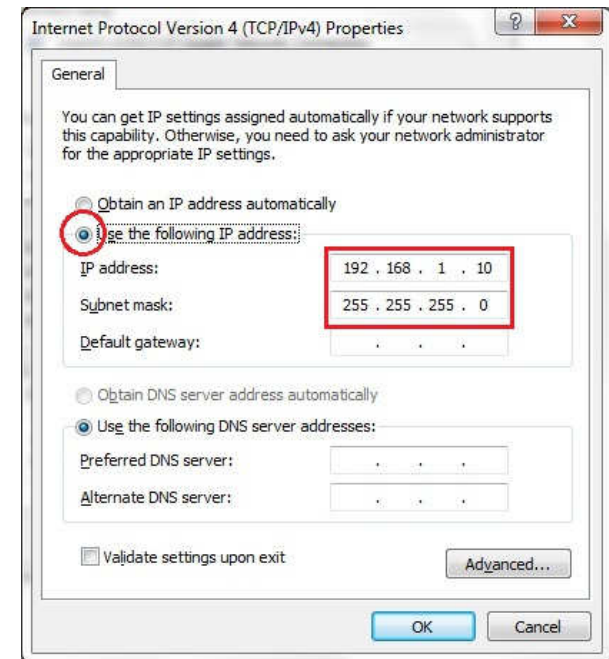 Internet Protocol Version 4 (TCP/IPv4) Properties
General
You can get IP settings assigned automatically if your network supports
this capability. Otherwise, you need to ask your network administrator
for the appropriate IP settings.
Obtain an IP address automatically
Use the following IP address:
IP address: 192 . 168 . 1 . 10
Subnet mask: 255 . 255 . 255 . 0
Default gateway: . . .
Obtain DNS server address automatically
Use the following DNS server addresses:
Preferred DNS server: . . .
Alternate DNS server: . . .
Validate settings upon exit
Advanced...
OK Cancel